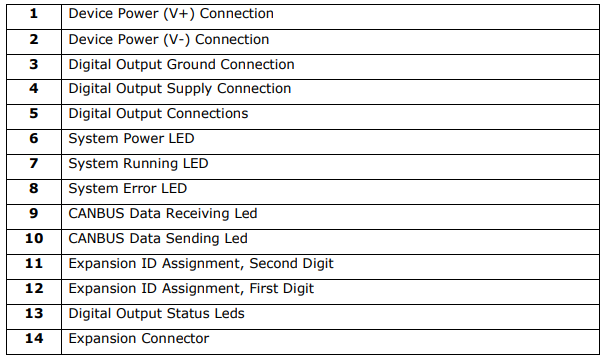 1 Device Power (V+) Connection
2 Device Power (V-) Connection
3 Digital Output Ground Connection
4 Digital Output Supply Connection
5 Digital Output Connections
6 System Power LED
7 System Running LED
8 System Error LED
9 CANBUS Data Receiving Led
10 CANBUS Data Sending Led
11 Expansion ID Assignment, Second Digit
12 Expansion ID Assignment, First Digit
13 Digital Output Status Leds
14 Expansion Connector